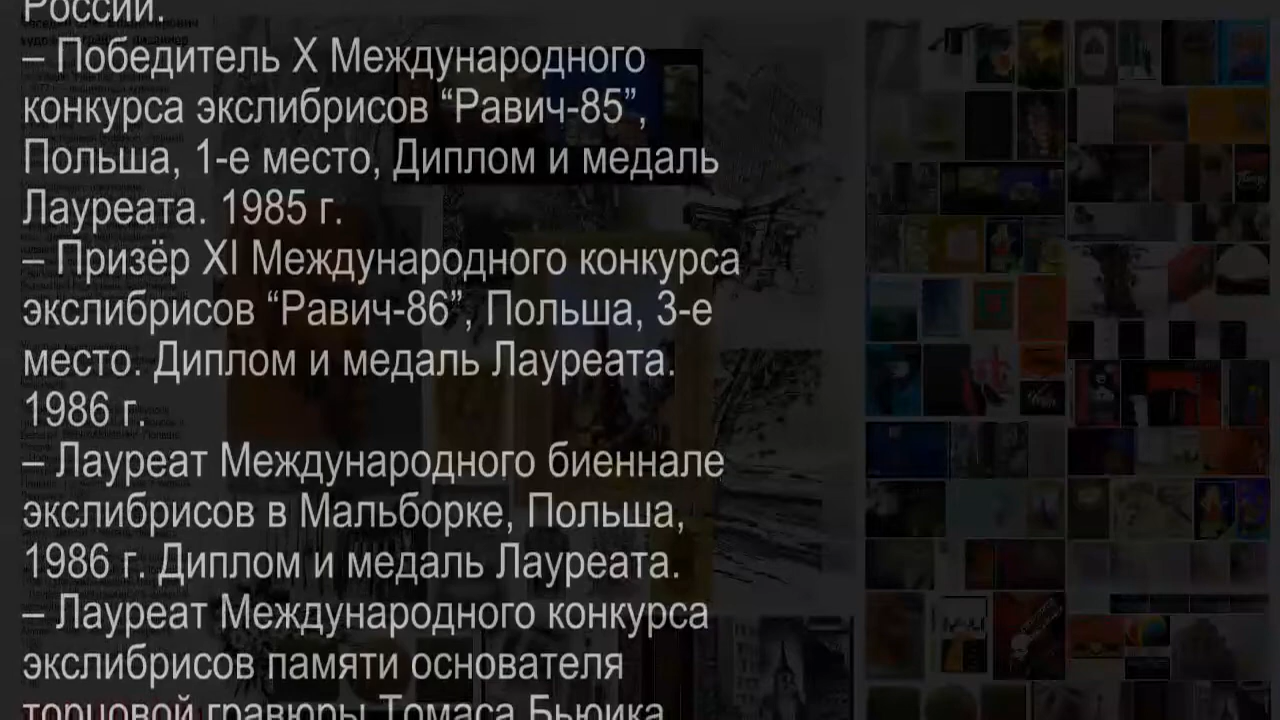 России.
– Победитель X Международного
конкурса экслибрисов “Равич-85”,
Польша, 1-е место, Диплом и медаль
Лауреата. 1985 г.
– Призёр XI Международного конкурса
экслибрисов “Равич-86”, Польша, 3-е
место. Диплом и медаль Лауреата.
1986 г.
– Лауреат Международного биеннале
экслибрисов в Мальборке, Польша,
1986 г. Диплом и медаль Лауреата.
– Лауреат Международного конкурса
экслибрисов памяти основателя
торцовой гравюры Томаса Бьюика